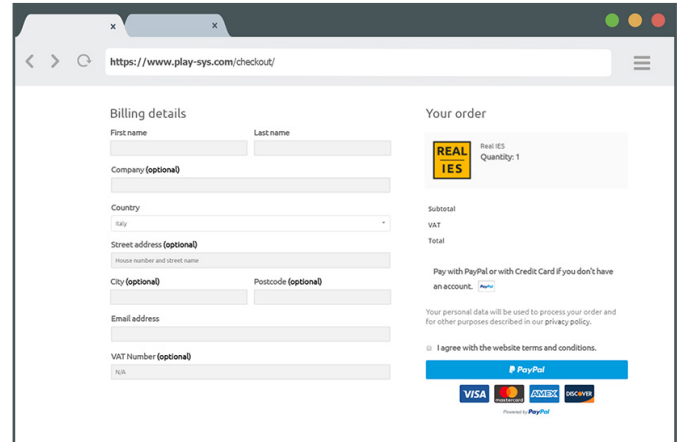 x
x
https://www.play-sys.com/checkout/
Billing details
First name
Last name
Company (optional)
Country
Italy
Street address (optional)
House number and street name
City (optional)
Postcode (optional)
Email address
VAT Number (optional)
N/A
Your order
REAL
IES
Real IES
Quantity: 1
Subtotal
VAT
Total
Pay with PayPal or with Credit Card if you don't have
an account. PayPal
Your personal data will be used to process your order and
for other purposes described in our privacy policy.
I agree with the website terms and conditions.
PayPal
VISA mastercard AMEX DISCOVER
Powered by PayPal